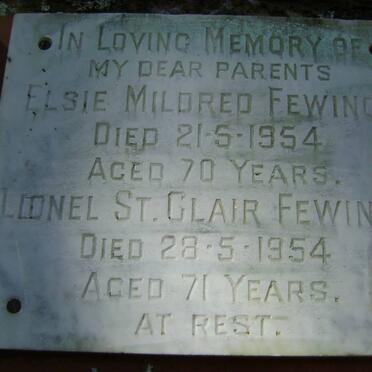 IN LOVING MEMORY OF
MY DEAR PARENTS
ELSIE MILDRED FEWING
DIED 21-5-1954
AGED 70 YEARS.
LIONEL ST. CLAIR FEWIN
DIED 28-5-1954
AGED 71 YEARS.
AT REST.